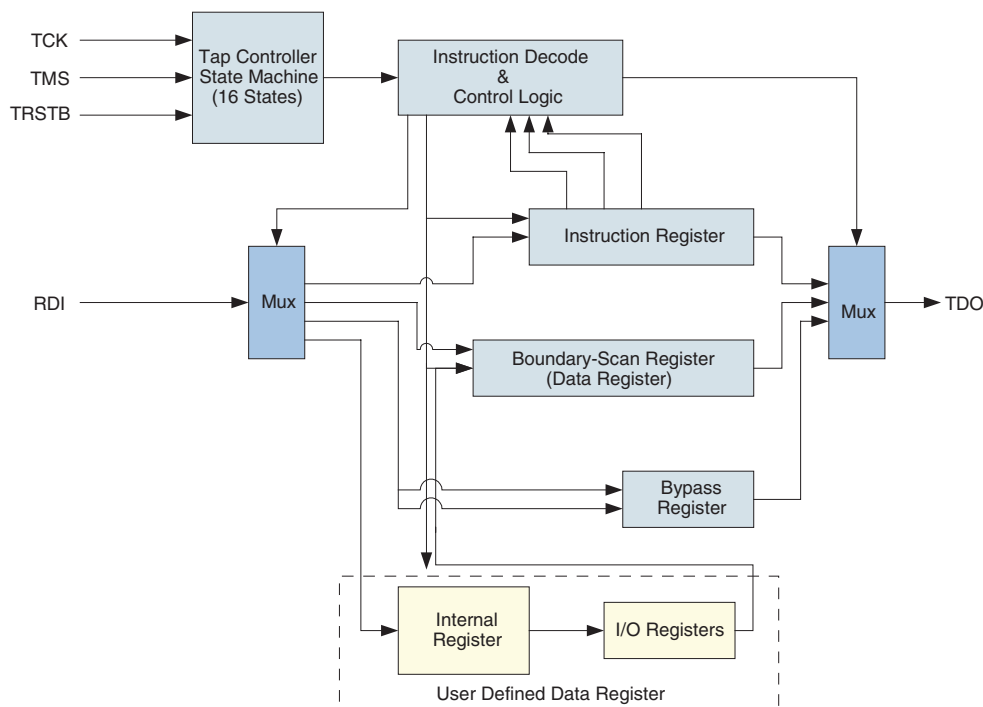 TCK
TMS
TRSTB
Tap Controller
State Machine
(16 States)
Instruction Decode
&
Control Logic
Instruction Register
RDI
Mux
Mux
TDO
Boundary-Scan Register
(Data Register)
Bypass
Register
Internal
Register
I/O Registers
User Defined Data Register